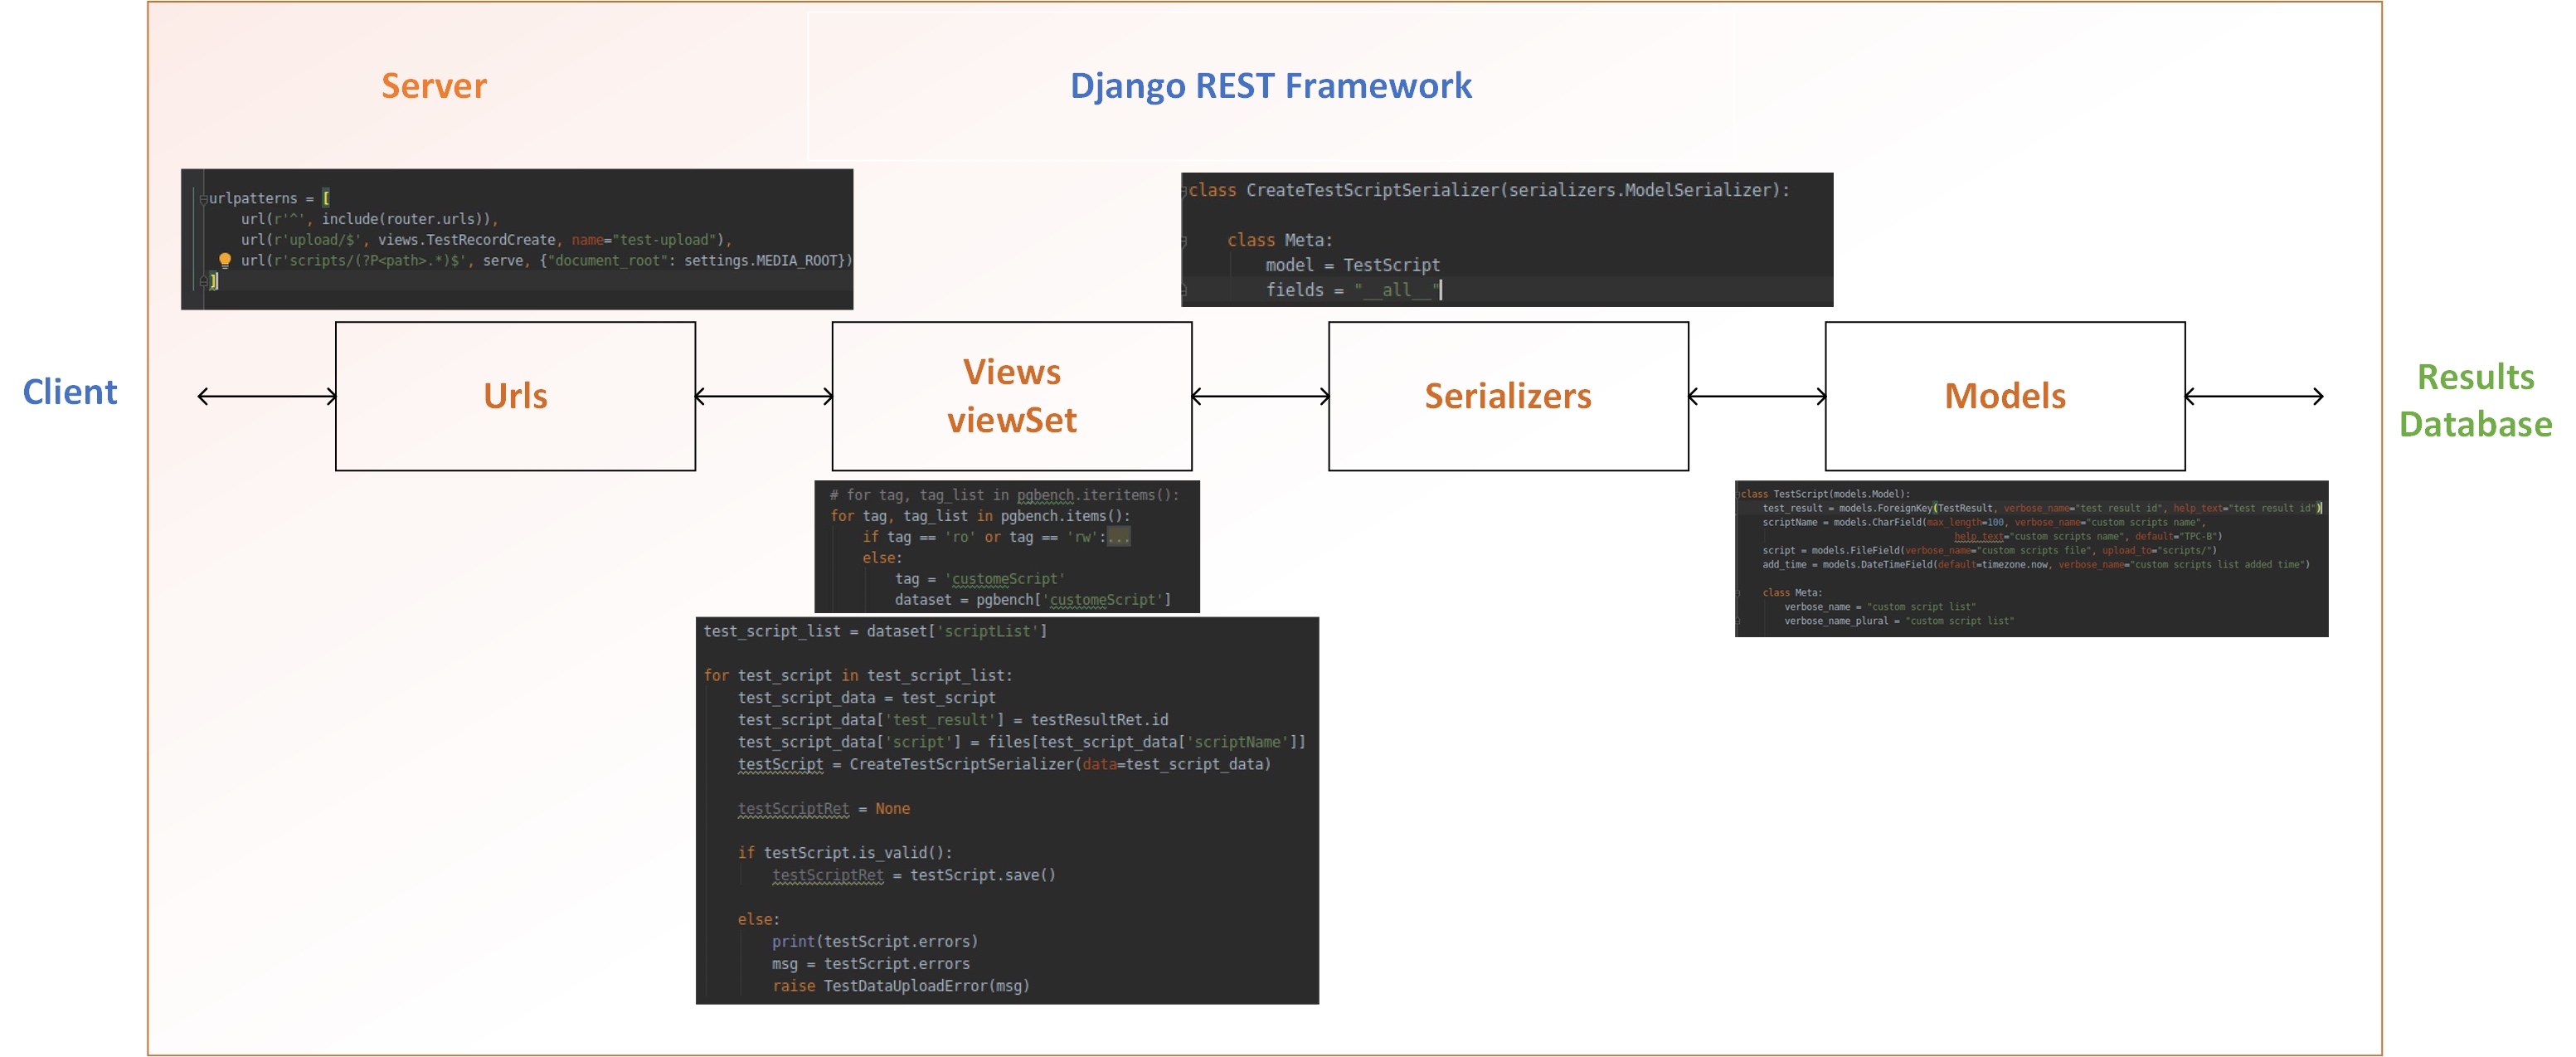 Server
Django REST Framework
urlpatterns = [
url(r'^', include(router.urls)),
url(r'upload/$', views.TestRecordCreate, name="test-upload"),
url(r'scripts/(?P<path>.*)$', serve, {"document_root": settings.MEDIA_ROOT})
]
class CreateTestScriptSerializer(serializers.ModelSerializer):
class Meta:
model = TestScript
fields = "__all__"
Client
Urls
Views
viewSet
Serializers
Models
Results
Database
# for tag, tag_list in pgbench.iteritems():
for tag, tag_list in pgbench.items():
if tag == 'ro' or tag == 'rw':...
else:
tag = 'customeScript'
dataset = pgbench['customeScript']
test_script_list = dataset['scriptList']
for test_script in test_script_list:
test_script_data = test_script
test_script_data['test_result'] = testResultRet.id
test_script_data['script'] = files[test_script_data['scriptName']]
testScript = CreateTestScriptSerializer(data=test_script_data)
testScriptRet = None
if testScript.is_valid():
testScriptRet = testScript.save()
else:
print(testScript.errors)
msg = testScript.errors
raise TestDataUploadError(msg)
class TestScript(models.Model):
test_result = models.ForeignKey(TestResult, verbose_name="test result id", help_text="test result id")
scriptName = models.CharField(max_length=100, verbose_name="custom scripts name",
help_text="custom scripts name", default="TPC-B")
script = models.FileField(verbose_name="custom scripts file", upload_to="scripts/")
add_time = models.DateTimeField(default=timezone.now, verbose_name="custom scripts list added time")
class Meta:
verbose_name = "custom script list"
verbose_name_plural = "custom script list"